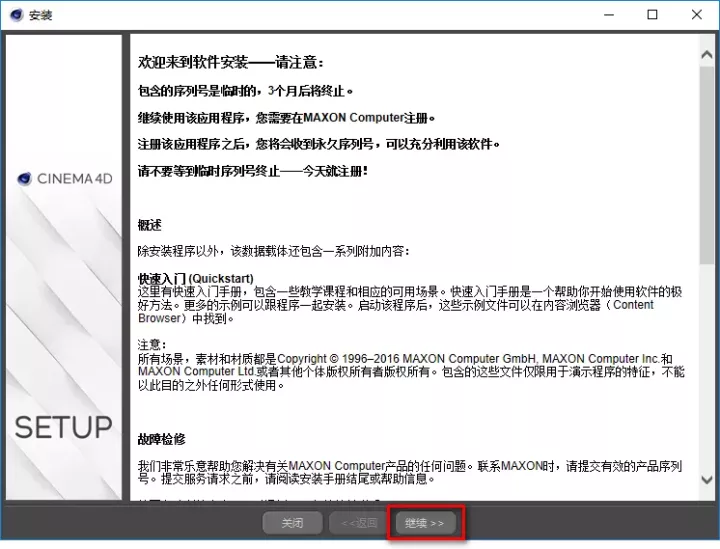 安装
欢迎来到软件安装——请注意：
包含的序列号是临时的，3个月后将终止。
继续使用该应用程序，您需要在MAXON Computer注册。
注册该应用程序之后，您将会收到永久序列号，可以充分利用该软件。
请不要等到临时序列号终止——今天就注册！
CINEMA 4D
概述
除安装程序以外，该数据载体还包含一系列附加内容：
快速入门 (Quickstart)
这里有快速入门手册，包含一些教学课程和相应的可用场景。快速入门手册是一个帮助你开始使用软件的极
好方法。更多的示例可以跟程序一起安装。启动该程序后，这些示例文件可以在内容浏览器（Content
Browser）中找到。
注意：
所有场景，素材和材质都是Copyright © 1996–2016 MAXON Computer GmbH, MAXON Computer Inc.和
MAXON Computer Ltd.或者其他个体版权所有者版权所有。包含的这些文件仅限用于演示程序的特征，不能
以此目的之外任何形式使用。
SETUP
故障检修
我们非常乐意帮助您解决有关MAXON Computer产品的任何问题。联系MAXON时，请提交有效的产品序列
号。提交服务请求之前，请阅读安装手册结尾或帮助信息。
关闭
<<返回
继续 >>